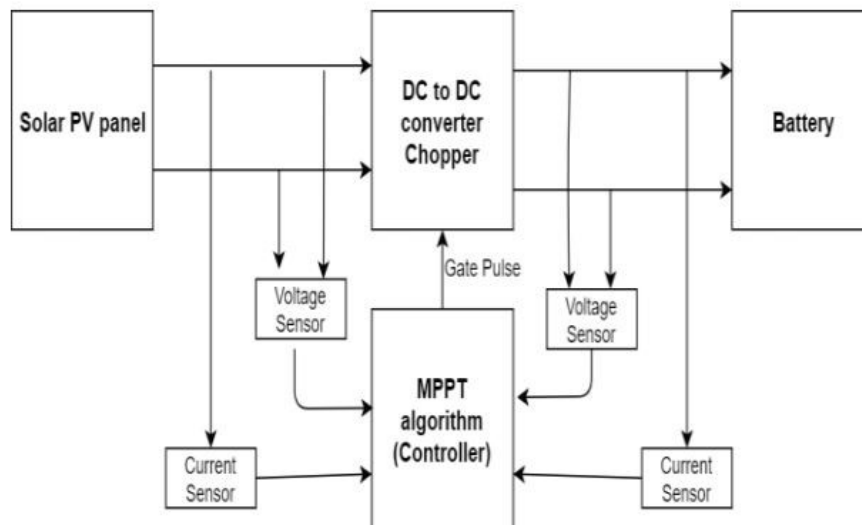 Solar PV panel
DC to DC
converter
Chopper
Battery
Gate Pulse
Voltage
Sensor
Voltage
Sensor
MPPT
algorithm
(Controller)
Current
Sensor
Current
Sensor